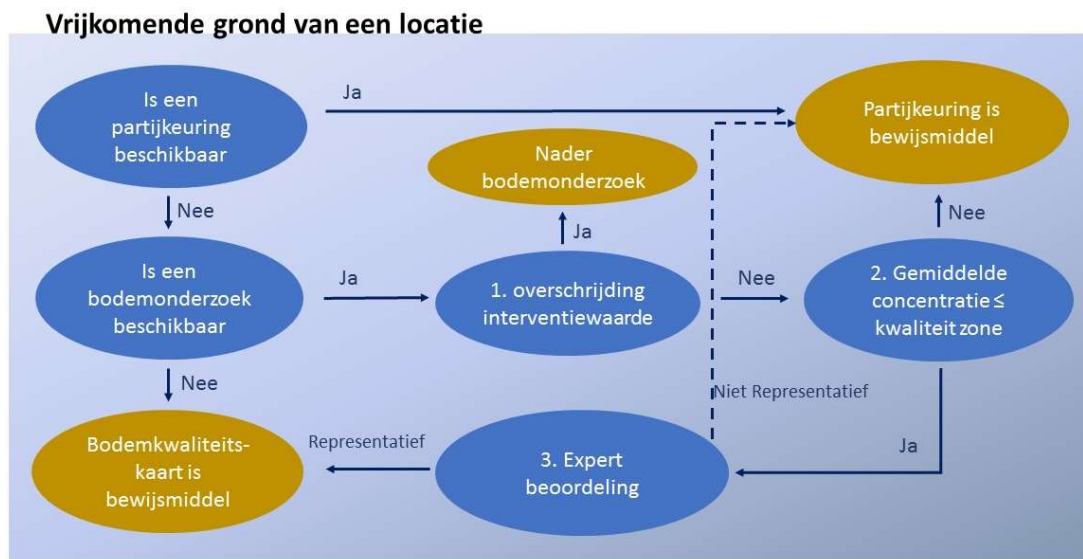 Vrijkomende grond van een locatie
Is een
partijkeuring
beschikbaar
Ja
Partijkeuring is
bewijsmiddel
Nader
bodemonderzoek
Nee
Ja
Nee
Is een
bodemonderzoek
beschikbaar
Ja
1. overschrijding
interventiewaarde
Nee
2. Gemiddelde
concentratie ≤
kwaliteit zone
Nee
Niet Representatief
Bodemkwaliteits-
kaart is
bewijsmiddel
Representatief
3. Expert
beoordeling
Ja